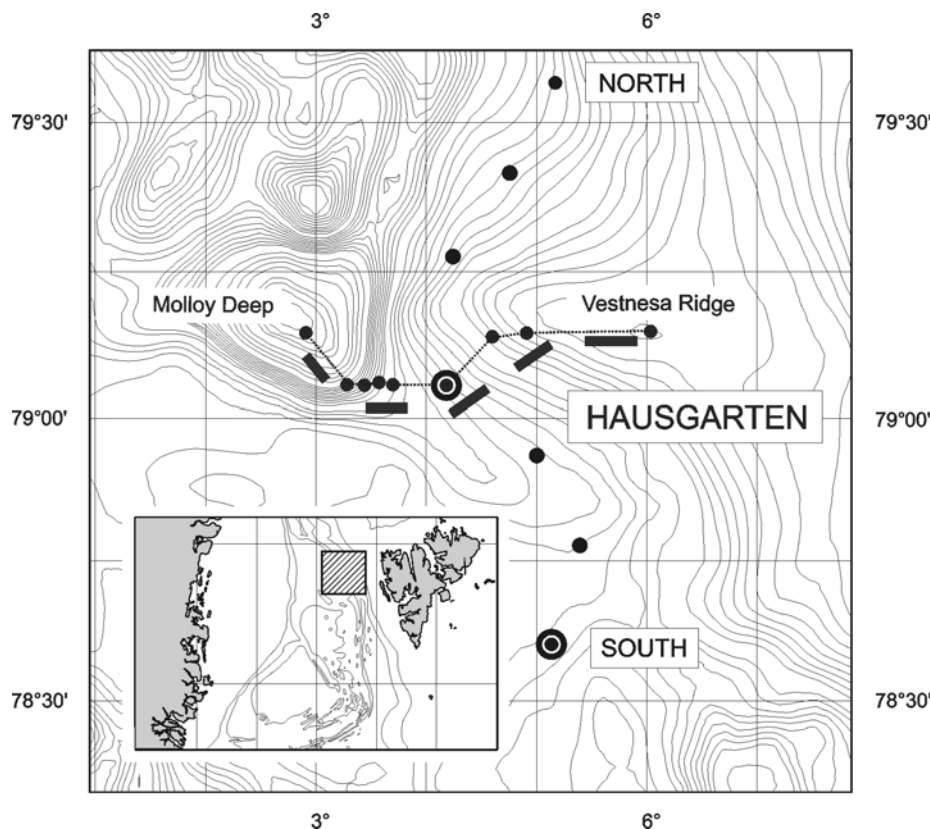 3° 6°
NORTH
79°30' 79°30'
Molloy Deep Vestnesa Ridge
79°00' HAUSGARTEN 79°00'
SOUTH
78°30' 78°30'
3° 6°